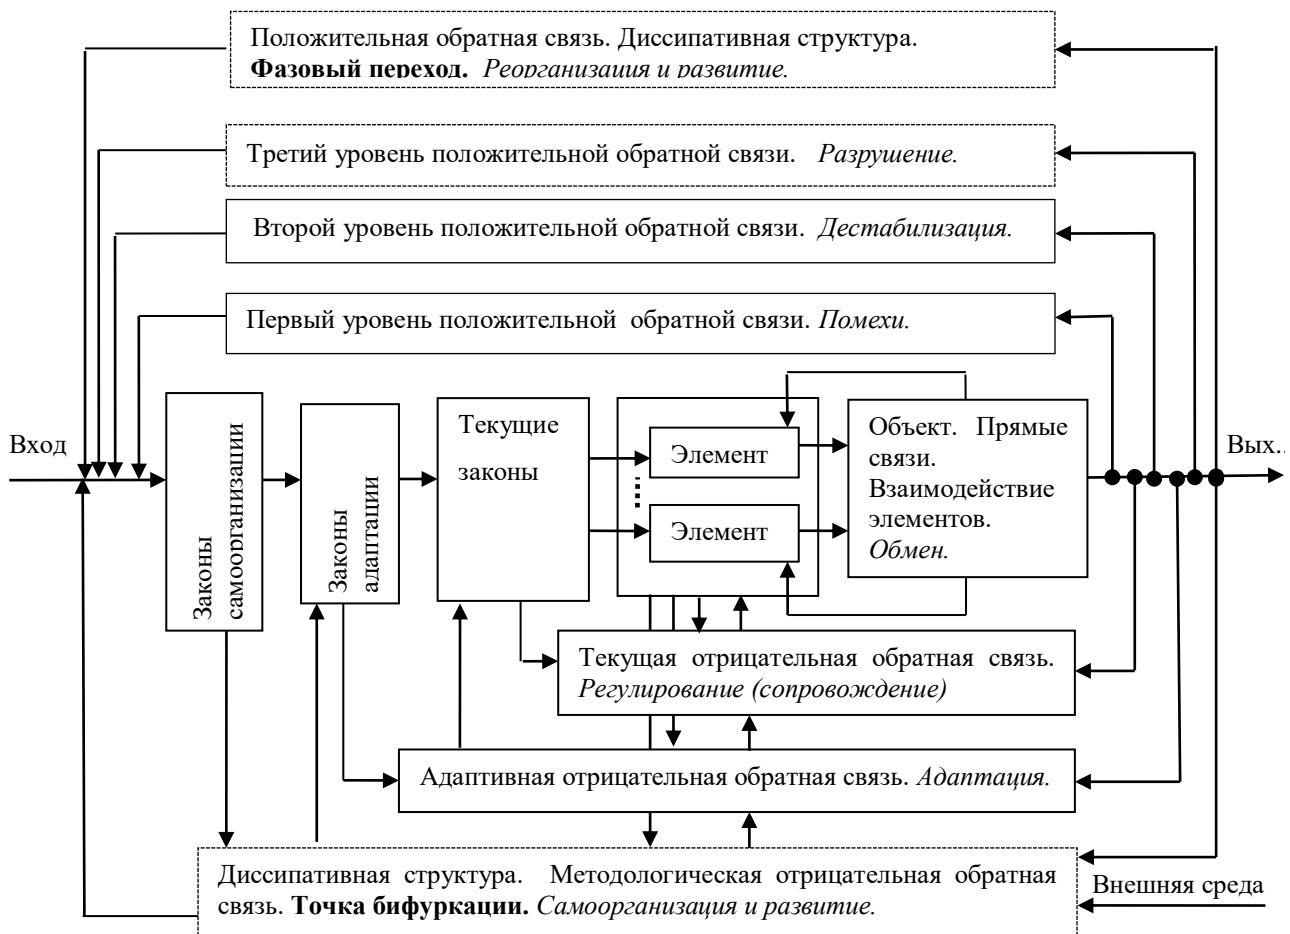 Положительная обратная связь. Диссипативная структура.
Фазовый переход. Реорганизация и развитие.
Третий уровень положительной обратной связи. Разрушение.
Второй уровень положительной обратной связи. Дестабилизация.
Первый уровень положительной обратной связи. Помехи.
Вход
Законы
самоорганизации
Законы
адаптации
Текущие
законы
Элемент
Элемент
Объект. Прямые
связи.
Взаимодействие
элементов.
Обмен.
Вых..
Текущая отрицательная обратная связь.
Регулирование (сопровождение)
Адаптивная отрицательная обратная связь. Адаптация.
Диссипативная структура. Методологическая отрицательная обратная
связь. Точка бифуркации. Самоорганизация и развитие.
Внешняя среда